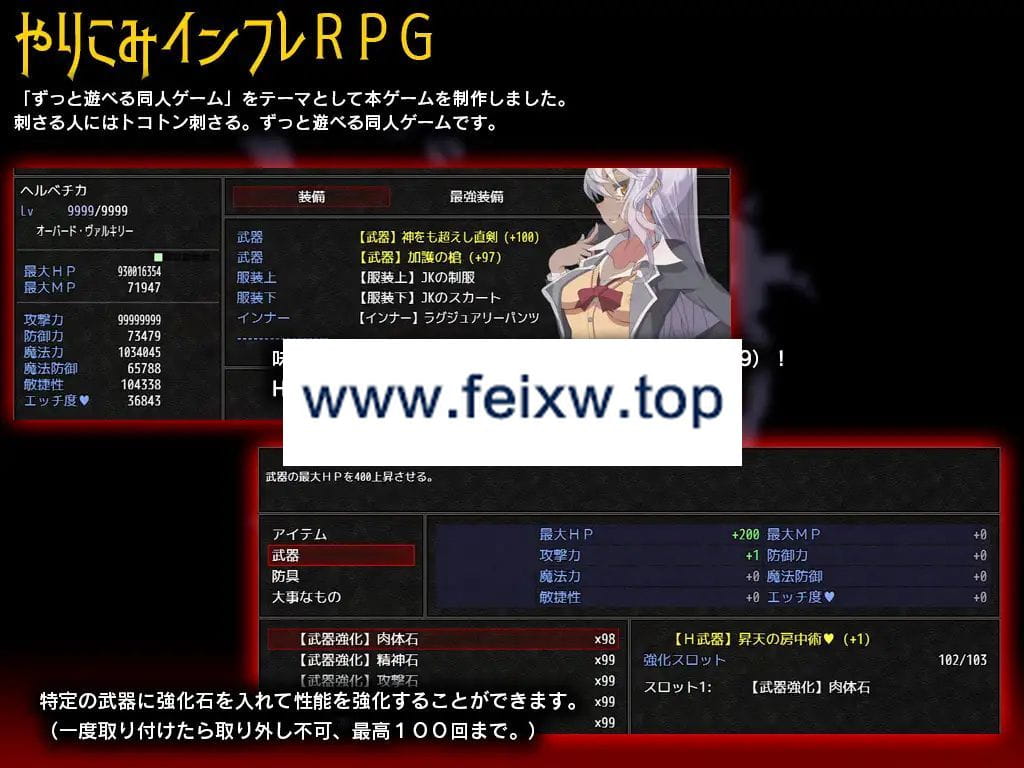 やりこみインフレRPG
「ずっと遊べる同人ゲーム」をテーマとして本ゲームを制作しました。
刺さる人にはトコトン刺さる。ずっと遊べる同人ゲームです。
ヘルベチカ
Lv 9999/9999
オーバード・ヴァルキリー
最大ＨＰ 930016354
最大ＭＰ 71947
攻撃力 99999999
防御力 73479
魔法力 1034045
魔法防御 65788
敏捷性 104338
エッチ度♥ 36843
装備 最強装備
武器 【武器】神をも超えし直剣 (+100)
武器 【武器】加護の槍 (+97)
服装上 【服装上】JKの制服
服装下 【服装下】JKのスカート
インナー 【インナー】ラグジュアリーパンツ
9）！
www.feixw.top
武器の最大ＨＰを400上昇させる。
アイテム
武器
防具
大事なもの
最大ＨＰ +200 最大ＭＰ +0
攻撃力 +1 防御力 +0
魔法力 +0 魔法防御 +0
敏捷性 +0 エッチ度♥ +0
【武器強化】肉体石 x98
【武器強化】精神石 x99
【武器強化】攻撃石 x99
x99
x99
【Ｈ武器】昇天の房中術♥ (+1)
強化スロット 102/103
スロット1: 【武器強化】肉体石
特定の武器に強化石を入れて性能を強化することができます。
（一度取り付けたら取り外し不可、最高１００回まで。）